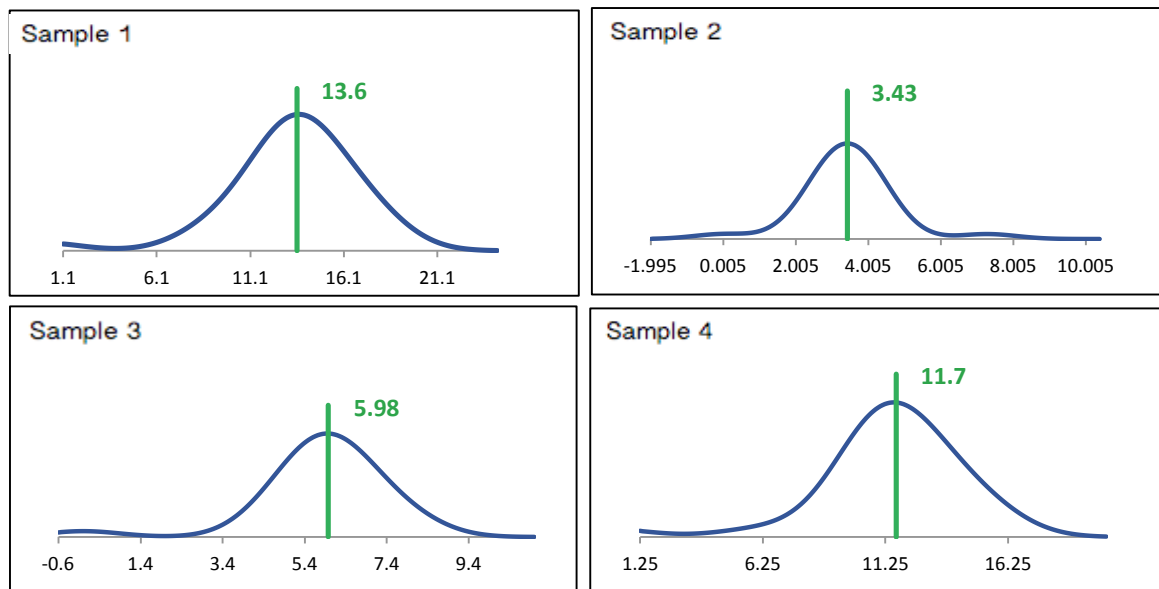 Sample 1
13.6
1.1 6.1 11.1 16.1 21.1
Sample 2
3.43
-1.995 0.005 2.005 4.005 6.005 8.005 10.005
Sample 3
5.98
-0.6 1.4 3.4 5.4 7.4 9.4
Sample 4
11.7
1.25 6.25 11.25 16.25